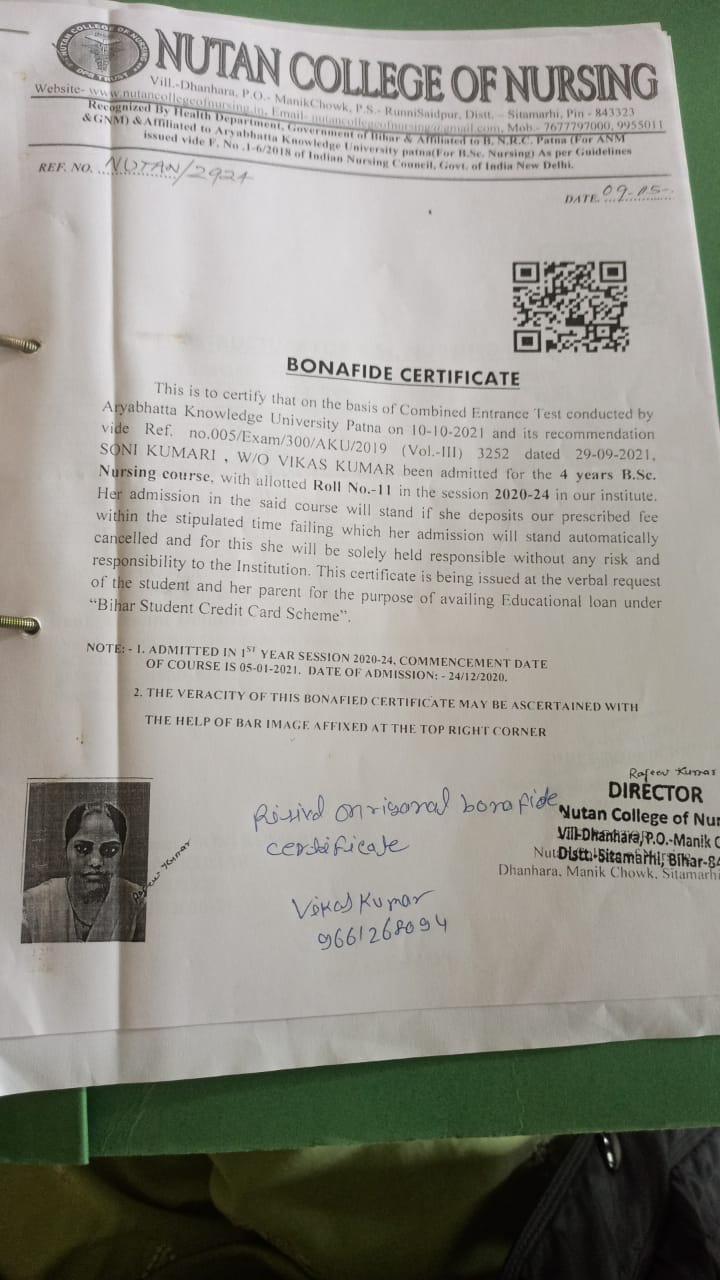 NUTAN COLLEGE OF NURSING
NUTAN COLLEGE OF NURSING
DPM TRUST
Vill.-Dhanhara, P.O.- ManikChowk, P.S.- RunniSaidpur, Distt. – Sitamarhi, Pin - 843323
Website- www.nutancollegeofnursing.in, Email- nutancollegeofnursing@gmail.com, Mob.- 7677797000, 9955011
Recognized By Health Department, Government of Bihar & Affiliated to B. N.R.C. Patna (For ANM
&GNM) &Affiliated to Aryabhatta Knowledge University patna(For B.Sc. Nursing) As per Guidelines
issued vide F. No .1-6/2018 of Indian Nursing Council, Govt. of India New Delhi.
REF. NO. NUTAN/2924
DATE. 09-05-
BONAFIDE CERTIFICATE
This is to certify that on the basis of Combined Entrance Test conducted by
Aryabhatta Knowledge University Patna on 10-10-2021 and its recommendation
vide Ref. no.005/Exam/300/AKU/2019 (Vol.-III) 3252 dated 29-09-2021,
SONI KUMARI , W/O VIKAS KUMAR been admitted for the 4 years B.Sc.
Nursing course, with allotted Roll No.-11 in the session 2020-24 in our institute.
Her admission in the said course will stand if she deposits our prescribed fee
within the stipulated time failing which her admission will stand automatically
cancelled and for this she will be solely held responsible without any risk and
responsibility to the Institution. This certificate is being issued at the verbal request
of the student and her parent for the purpose of availing Educational loan under
“Bihar Student Credit Card Scheme”.
NOTE: - 1. ADMITTED IN 1ST YEAR SESSION 2020-24, COMMENCEMENT DATE
OF COURSE IS 05-01-2021. DATE OF ADMISSION: - 24/12/2020.
2. THE VERACITY OF THIS BONAFIED CERTIFICATE MAY BE ASCERTAINED WITH
THE HELP OF BAR IMAGE AFFIXED AT THE TOP RIGHT CORNER
Rajeev Kumar
DIRECTOR
Nutan College of Nur
Vill-Dhanhara, P.O.-Manik C
Distt.-Sitamarhi, Bihar-84
Dhanhara, Manik Chowk, Sitamarhi
Rajeev Kumar
bonafide
certificate
Vikas Kumar
9661268094